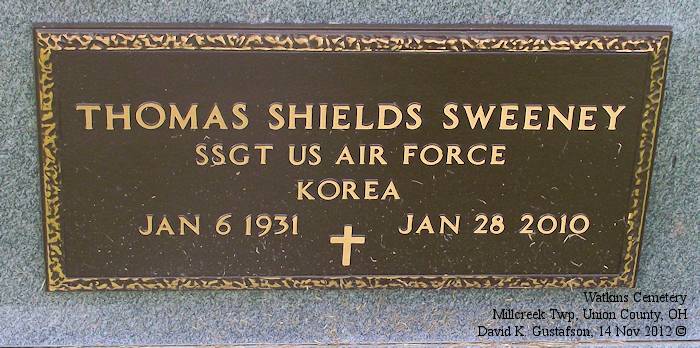 THOMAS SHIELDS SWEENEY
SSGT US AIR FORCE
KOREA
JAN 6 1931 JAN 28 2010
Watkins Cemetery
Millcreek Twp, Union County, OH
David K. Gustafson, 14 Nov 2012 ©